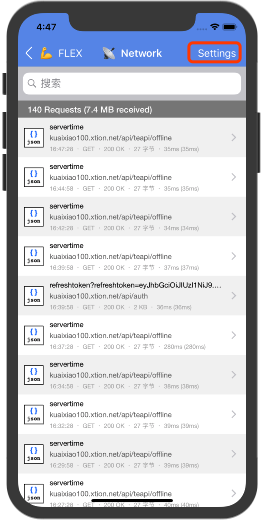 4:47
FLEX
Network
Settings
搜索
140 Requests (7.4 MB received)
servertime
kuaixiao100.xtion.net/api/teapi/offline
16:47:28 · GET · 200 OK · 27 字节 · 35ms (35ms)
servertime
kuaixiao100.xtion.net/api/teapi/offline
16:44:58 · GET · 200 OK · 27 字节 · 35ms (35ms)
servertime
kuaixiao100.xtion.net/api/teapi/offline
16:42:28 · GET · 200 OK · 27 字节 · 34ms (34ms)
servertime
kuaixiao100.xtion.net/api/teapi/offline
16:39:58 · GET · 200 OK · 27 字节 · 37ms (37ms)
refreshtoken?refreshtoken=eyJhbGciOiJIUzI1NiJ9....
kuaixiao100.xtion.net/api/auth
16:39:58 · GET · 200 OK · 2 KB · 36ms (36ms)
servertime
kuaixiao100.xtion.net/api/teapi/offline
16:37:28 · GET · 200 OK · 27 字节 · 280ms (280ms)
servertime
kuaixiao100.xtion.net/api/teapi/offline
16:34:58 · GET · 200 OK · 27 字节 · 38ms (38ms)
servertime
kuaixiao100.xtion.net/api/teapi/offline
16:32:28 · GET · 200 OK · 27 字节 · 39ms (39ms)
servertime
kuaixiao100.xtion.net/api/teapi/offline
16:29:58 · GET · 200 OK · 27 字节 · 39ms (39ms)
servertime
kuaixiao100.xtion.net/api/teapi/offline
16:27:28 · GET · 200 OK · 27 字节 · 40ms (40ms)
{}
json
{}
json
{}
json
{}
json
{}
json
{}
json
{}
json
{}
json
{}
json
{}
json